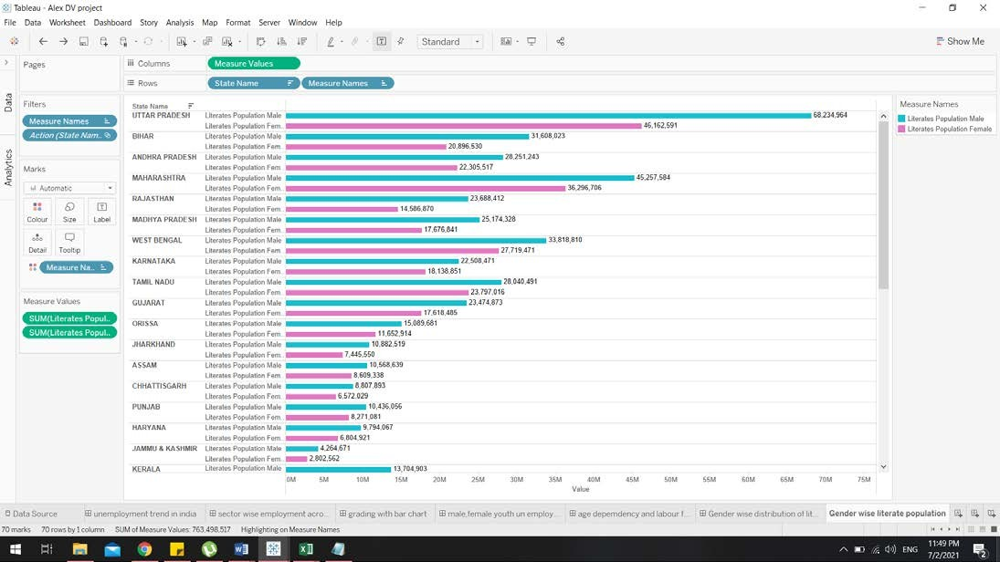 Tableau - Alex DV project
File Data Worksheet Dashboard Story Analysis Map Format Server Window Help
Standard
Show Me
Data
Analytics
Pages
Columns Measure Values
Rows State Name Measure Names
Filters
Measure Names
Action (State Nam..
Marks
Automatic
Colour Size Label
Detail Tooltip
Measure Na..
Measure Values
SUM(Literates Popul..
SUM(Literates Popul..
State Name
UTTAR PRADESH Literates Population Male 68,234,964
Literates Population Fem.. 46,162,591
BIHAR Literates Population Male 31,608,023
Literates Population Fem.. 20,896,530
ANDHRA PRADESH Literates Population Male 28,251,243
Literates Population Fem.. 22,305,517
MAHARASHTRA Literates Population Male 45,257,584
Literates Population Fem.. 36,296,706
RAJASTHAN Literates Population Male 23,688,412
Literates Population Fem.. 14,586,870
MADHYA PRADESH Literates Population Male 25,174,328
Literates Population Fem.. 17,676,841
WEST BENGAL Literates Population Male 33,818,810
Literates Population Fem.. 27,719,471
KARNATAKA Literates Population Male 22,508,471
Literates Population Fem.. 18,138,851
TAMIL NADU Literates Population Male 28,040,491
Literates Population Fem.. 23,797,016
GUJARAT Literates Population Male 23,474,873
Literates Population Fem.. 17,618,485
ORISSA Literates Population Male 15,089,681
Literates Population Fem.. 11,652,914
JHARKHAND Literates Population Male 10,882,519
Literates Population Fem.. 7,445,550
ASSAM Literates Population Male 10,568,639
Literates Population Fem.. 8,609,338
CHHATTISGARH Literates Population Male 8,807,893
Literates Population Fem.. 6,572,029
PUNJAB Literates Population Male 10,436,056
Literates Population Fem.. 8,271,081
HARYANA Literates Population Male 9,794,067
Literates Population Fem.. 6,804,921
JAMMU & KASHMIR Literates Population Male 4,264,671
Literates Population Fem.. 2,802,562
KERALA Literates Population Male 13,704,903
0M 5M 10M 15M 20M 25M 30M 35M 40M 45M 50M 55M 60M 65M 70M 75M
Value
Measure Names
Literates Population Male
Literates Population Female
Data Source unemployment trend in india sector wise employment acro... grading with bar chart male,female youth un employ... age depemdency and labour f... Gender wise distribution of lit... Gender wise literate population
70 marks 70 rows by 1 column SUM of Measure Values: 763,498,517 Highlighting on Measure Names
ENG 11:49 PM
7/2/2021
2